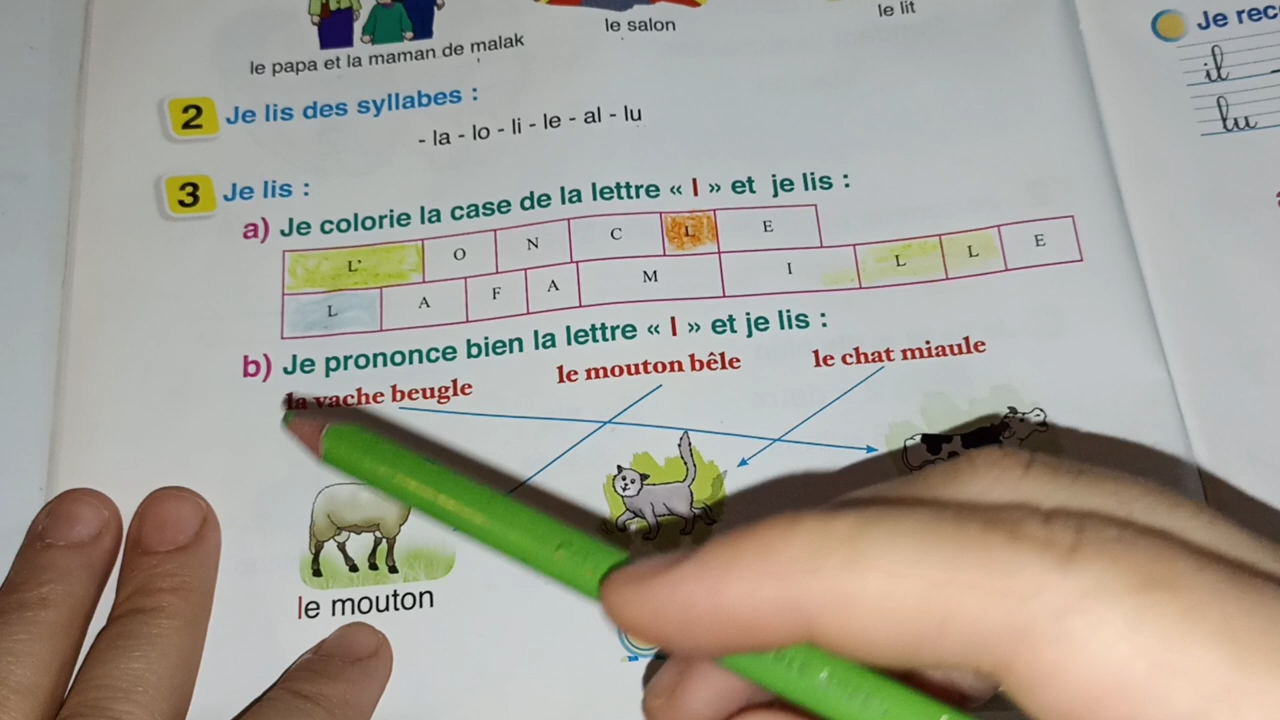 le papa et la maman de malak
le salon
le lit
2 Je lis des syllabes :
- la - lo - li - le - al - lu
3 Je lis :
a) Je colorie la case de la lettre « l » et je lis :
L' O N C L E
L A F A M I L L E
b) Je prononce bien la lettre « l » et je lis :
la vache beugle
le mouton bêle
le chat miaule
le mouton
Je rec
il
lu